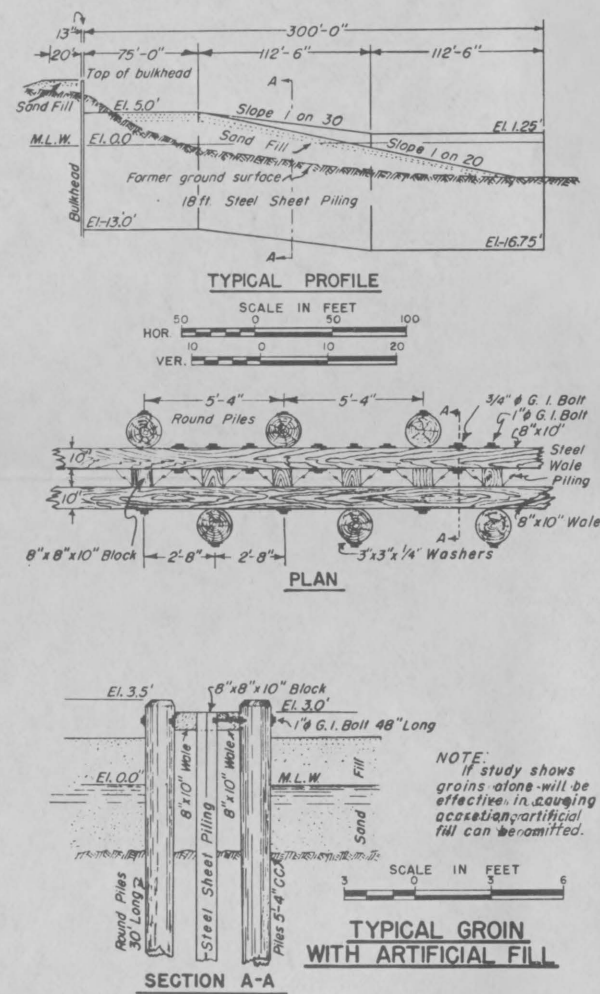 13"
300'-0"
20'
75'-0"
112'-6"
112'-6"
Top of bulkhead
A
Sand Fill
El. 5.0'
Slope 1 on 30
El. 1.25'
M.L.W.
El. 0.0'
Sand Fill
Slope 1 on 20
Former ground surface
18 ft. Steel Sheet Piling
Bulkhead
El-13.0'
A
El.-16.75'
TYPICAL PROFILE
SCALE IN FEET
50 0 50 100
HOR.
10 0 10 20
VER.
5'-4"
5'-4"
A
3/4" ϕ G. I. Bolt
1" ϕ G. I. Bolt
Round Piles
8"x10"
Steel
10"
Wale
Piling
10"
A
8"x10" Wale
8"x8"x10" Block
2'-8"
2'-8"
3"x3"x1/4" Washers
PLAN
El. 3.5'
8"x8"x10" Block
El. 3.0'
1" ϕ G. I. Bolt 48" Long
8"x10" Wale
8"x10" Wale
El. 0.0'
M.L.W.
Sand Fill
Steel Sheet Piling
Round Piles
30' Long
Piles 5'-4" CC
SECTION A-A
NOTE:
If study shows
groins alone will be
effective in causing
accretion, artificial
fill can be omitted.
SCALE IN FEET
3 0 3 6
TYPICAL GROIN
WITH ARTIFICIAL FILL